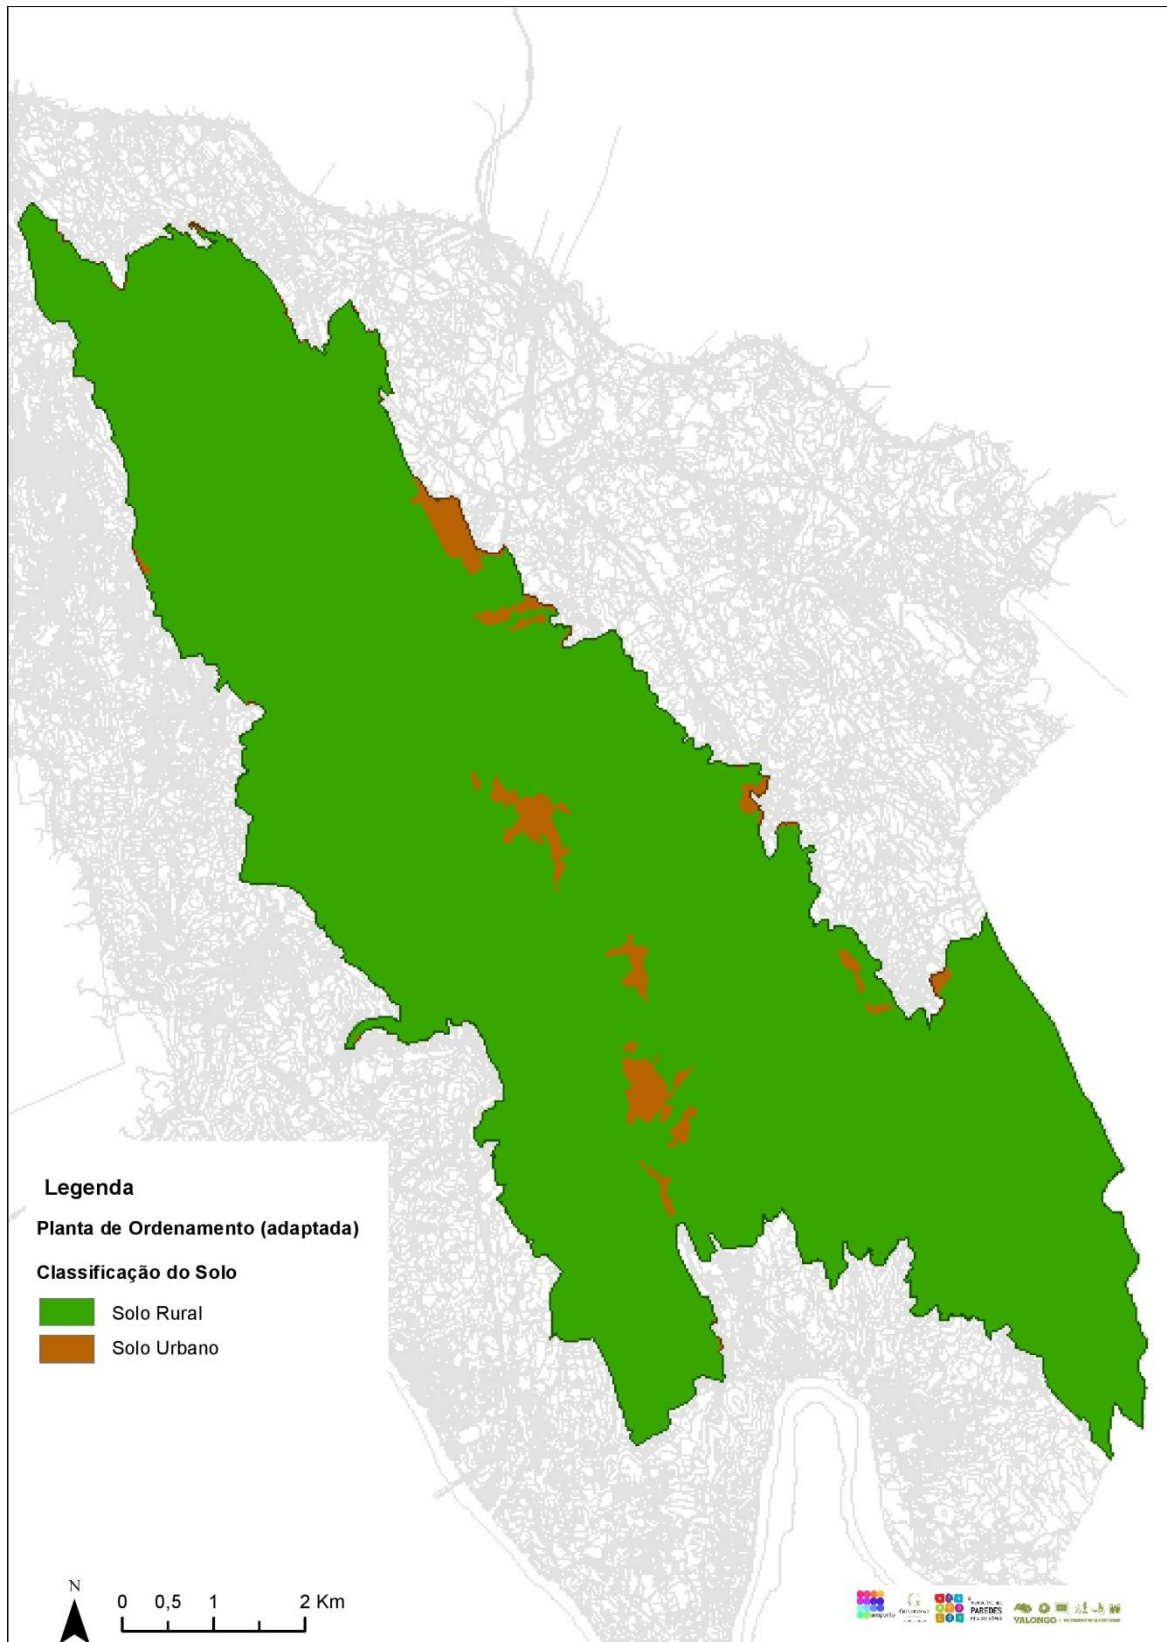 Legenda
Planta de Ordenamento (adaptada)
Classificação do Solo
Solo Rural
Solo Urbano
N
0 0,5 1 2 Km
PAREDES
VALONGO